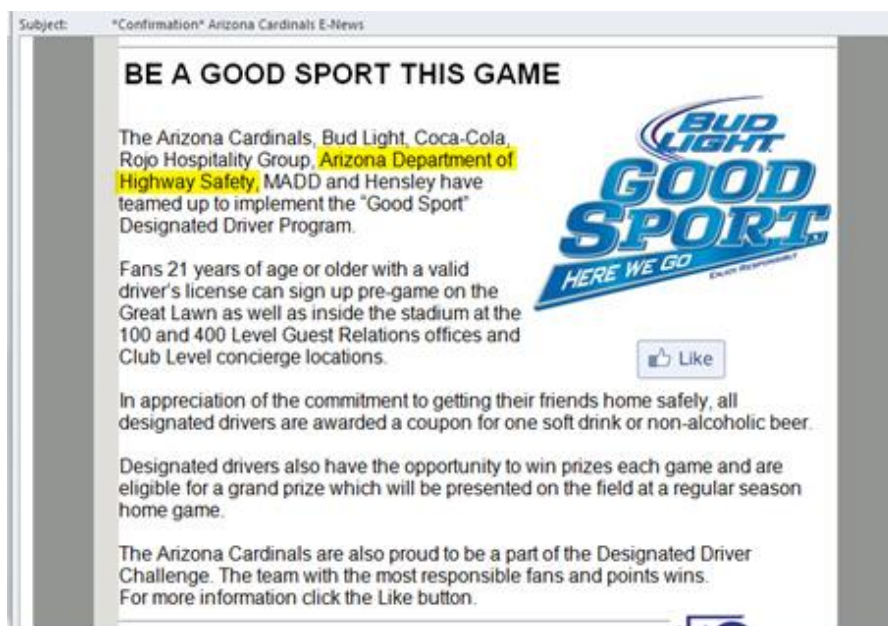 Subject: *Confirmation* Arizona Cardinals E-News
BE A GOOD SPORT THIS GAME
The Arizona Cardinals, Bud Light, Coca-Cola,
Rojo Hospitality Group, Arizona Department of
Highway Safety, MADD and Hensley have
teamed up to implement the “Good Sport”
Designated Driver Program.
Fans 21 years of age or older with a valid
driver’s license can sign up pre-game on the
Great Lawn as well as inside the stadium at the
100 and 400 Level Guest Relations offices and
Club Level concierge locations.
BUD
LIGHT
GOOD
SPORT.
HERE WE GO
ENJOY RESPONSIBLY
Like
In appreciation of the commitment to getting their friends home safely, all
designated drivers are awarded a coupon for one soft drink or non-alcoholic beer.
Designated drivers also have the opportunity to win prizes each game and are
eligible for a grand prize which will be presented on the field at a regular season
home game.
The Arizona Cardinals are also proud to be a part of the Designated Driver
Challenge. The team with the most responsible fans and points wins.
For more information click the Like button.